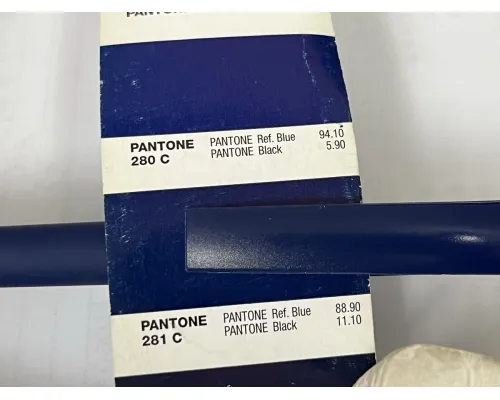 PANTONE
PANTONE 280 C
PANTONE Ref. Blue 94.10
PANTONE Black 5.90
PANTONE 281 C
PANTONE Ref. Blue 88.90
PANTONE Black 11.10